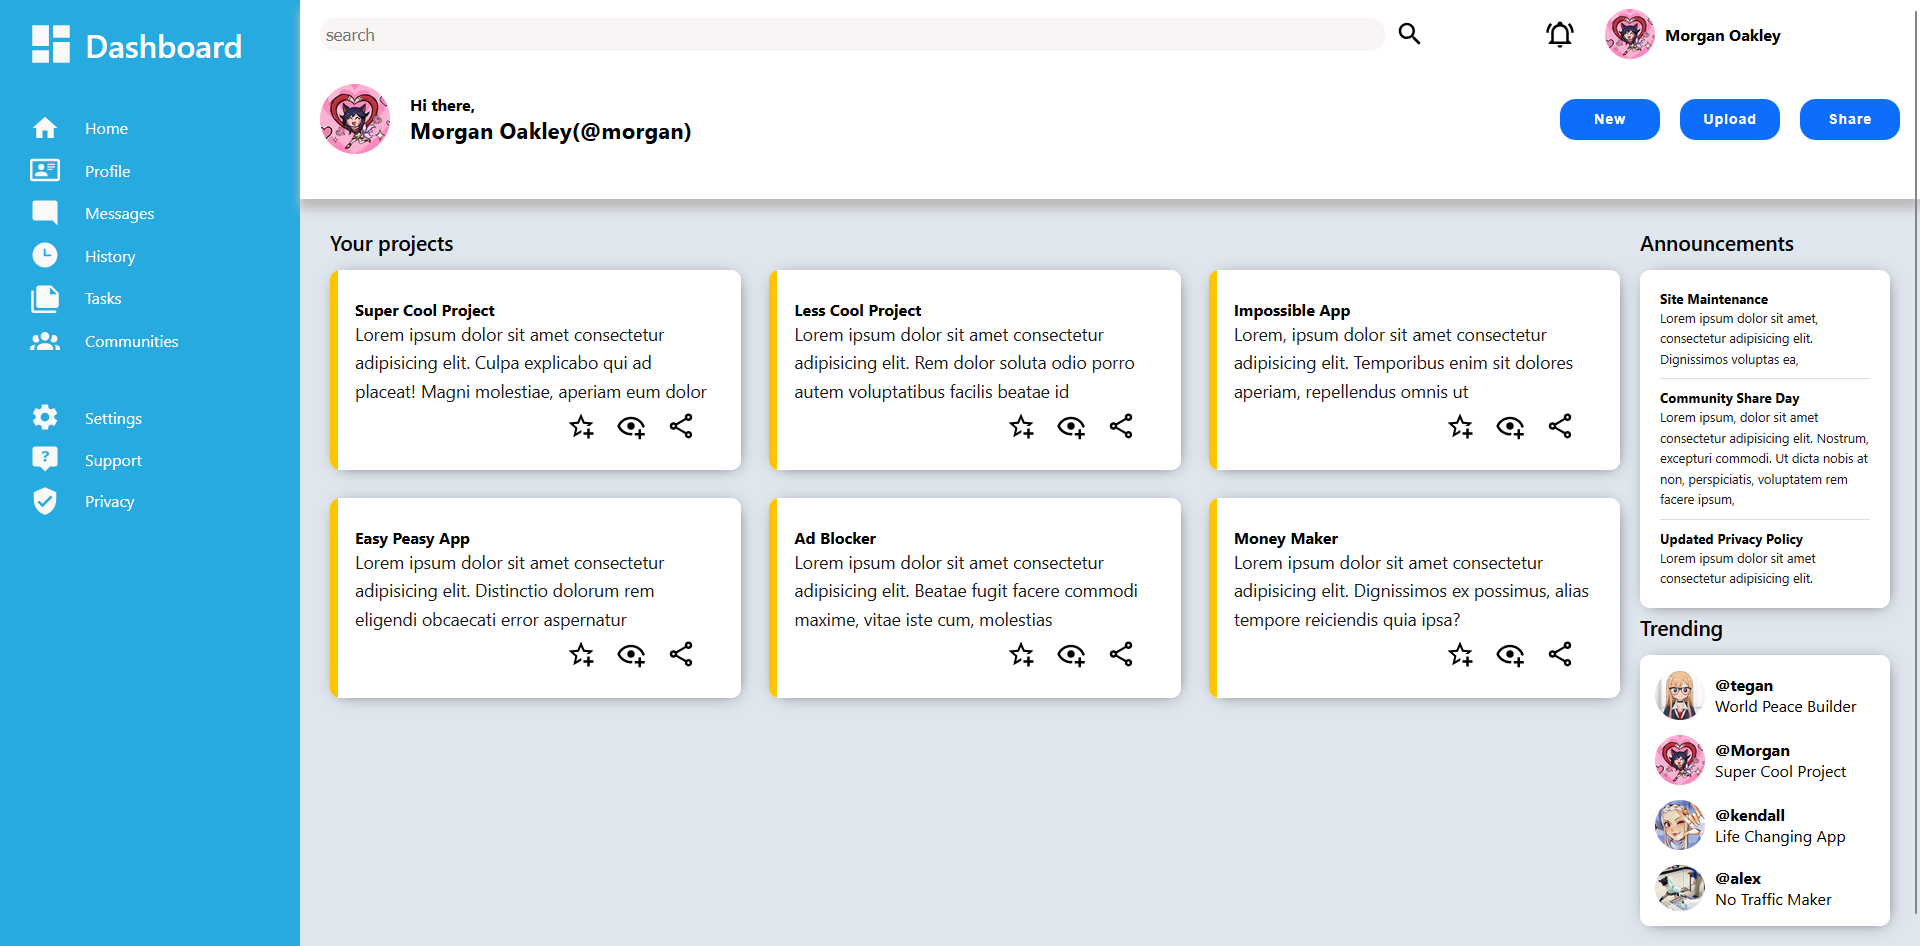 Dashboard
Home
Profile
Messages
History
Tasks
Communities
Settings
Support
Privacy
search
Morgan Oakley
Hi there,
Morgan Oakley(@morgan)
New
Upload
Share
Your projects
Super Cool Project
Lorem ipsum dolor sit amet consectetur
adipisicing elit. Culpa explicabo qui ad
placeat! Magni molestiae, aperiam eum dolor
Less Cool Project
Lorem ipsum dolor sit amet consectetur
adipisicing elit. Rem dolor soluta odio porro
autem voluptatibus facilis beatae id
Impossible App
Lorem, ipsum dolor sit amet consectetur
adipisicing elit. Temporibus enim sit dolores
aperiam, repellendus omnis ut
Easy Peasy App
Lorem ipsum dolor sit amet consectetur
adipisicing elit. Distinctio dolorum rem
eligendi obcaecati error aspernatur
Ad Blocker
Lorem ipsum dolor sit amet consectetur
adipisicing elit. Beatae fugit facere commodi
maxime, vitae iste cum, molestias
Money Maker
Lorem ipsum dolor sit amet consectetur
adipisicing elit. Dignissimos ex possimus, alias
tempore reiciendis quia ipsa?
Announcements
Site Maintenance
Lorem ipsum dolor sit amet,
consectetur adipisicing elit.
Dignissimos voluptas ea,
Community Share Day
Lorem ipsum, dolor sit amet
consectetur adipisicing elit. Nostrum,
excepturi commodi. Ut dicta nobis at
non, perspiciatis, voluptatem rem
facere ipsum,
Updated Privacy Policy
Lorem ipsum dolor sit amet
consectetur adipisicing elit.
Trending
@tegan
World Peace Builder
@Morgan
Super Cool Project
@kendall
Life Changing App
@alex
No Traffic Maker